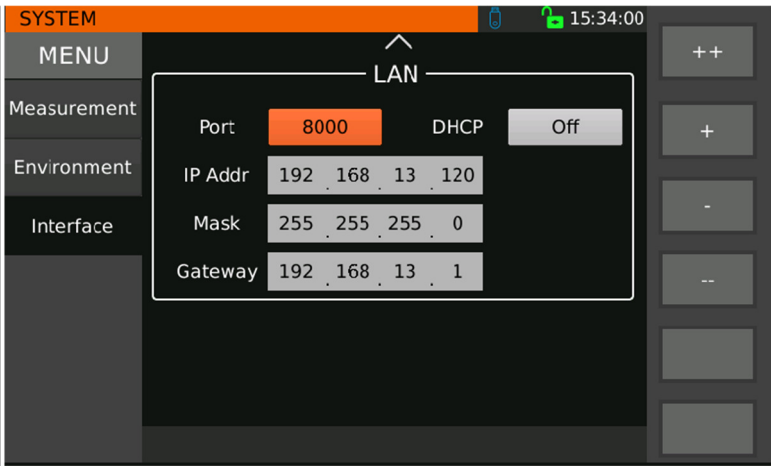 SYSTEM 15:34:00
MENU
Measurement
Environment
Interface
LAN
Port 8000 DHCP Off
IP Addr 192 . 168 . 13 . 120
Mask 255 . 255 . 255 . 0
Gateway 192 . 168 . 13 . 1
++
+
-
--